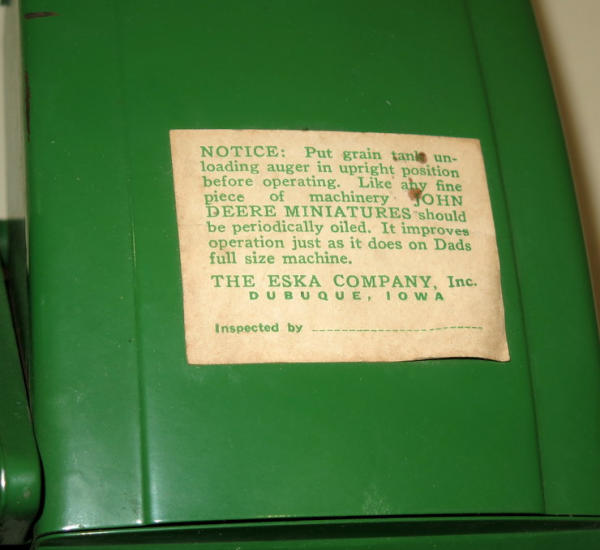 NOTICE: Put grain tank un-
loading auger in upright position
before operating. Like any fine
piece of machinery JOHN
DEERE MINIATURES should
be periodically oiled. It improves
operation just as it does on Dads
full size machine.
THE ESKA COMPANY, Inc.
DUBUQUE, IOWA
Inspected by